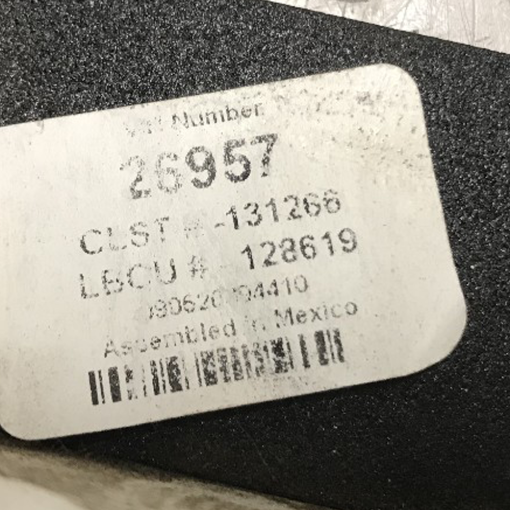 Number
26957
CLST # -131266
LBCU # 128619
Assembled in Mexico